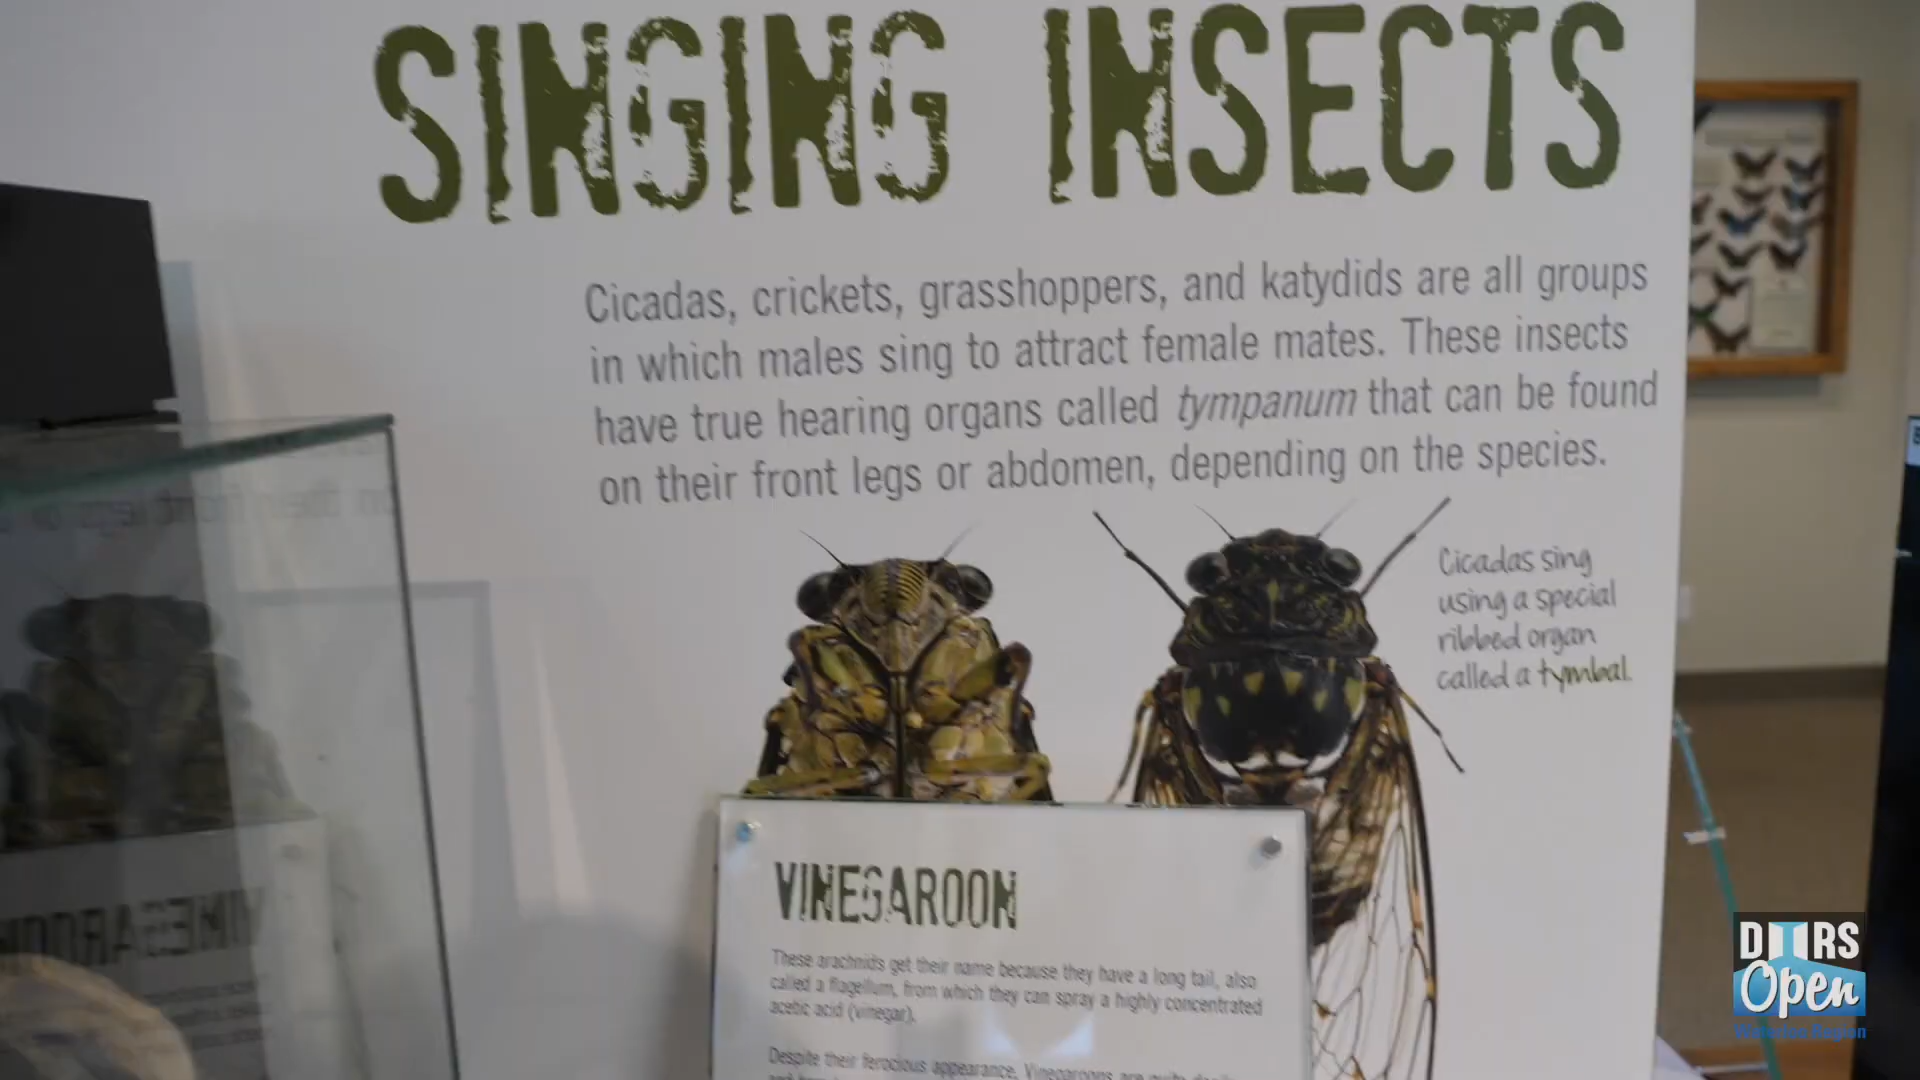 SINGING INSECTS
Cicadas, crickets, grasshoppers, and katydids are all groups
in which males sing to attract female mates. These insects
have true hearing organs called tympanum that can be found
on their front legs or abdomen, depending on the species.
Cicadas sing
using a special
ribbed organ
called a tymbal.
VINEGAROON
These arachnids get their name because they have a long tail, also
called a flagellum, from which they can spray a highly concentrated
acetic acid (vinegar).
Despite their ferocious appearance, Vinegaroons are quite
DOORS
Open
Waterloo Region